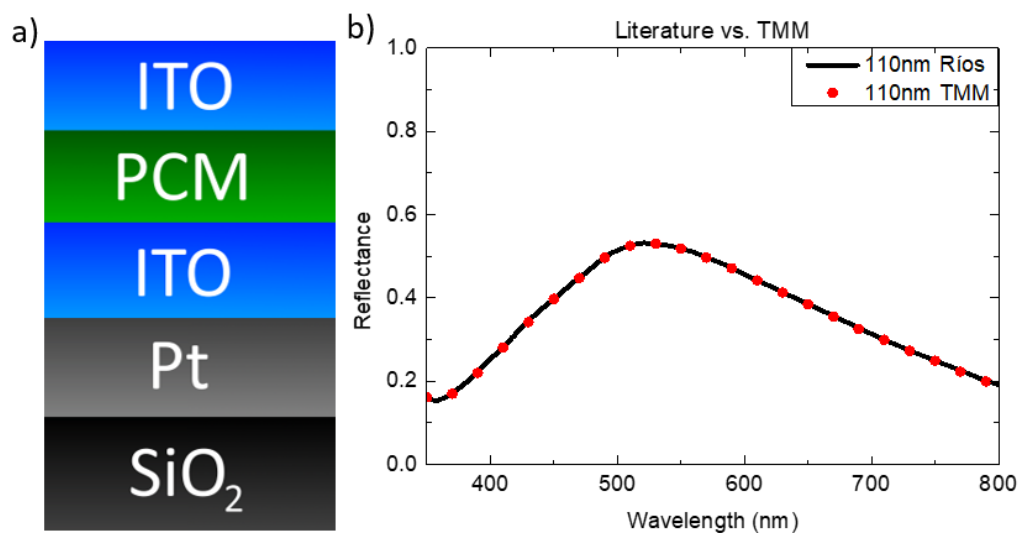 a)
ITO
PCM
ITO
Pt
SiO₂
b)
Literature vs. TMM
110nm Ríos
110nm TMM
Reflectance
1.0
0.8
0.6
0.4
0.2
0.0
400
500
600
700
800
Wavelength (nm)